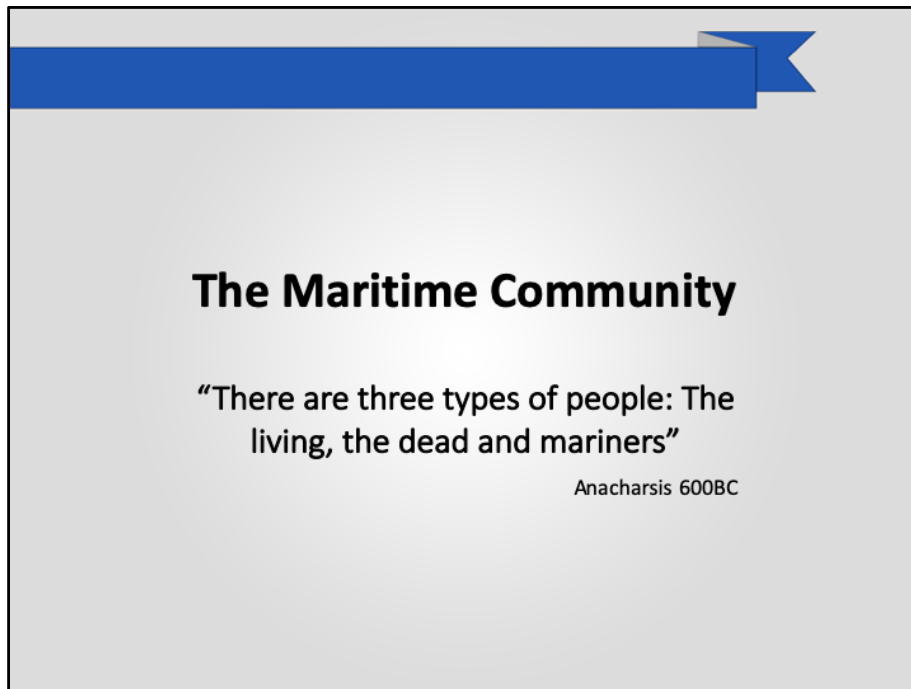 The Maritime Community
“There are three types of people: The
living, the dead and mariners”
Anacharsis 600BC